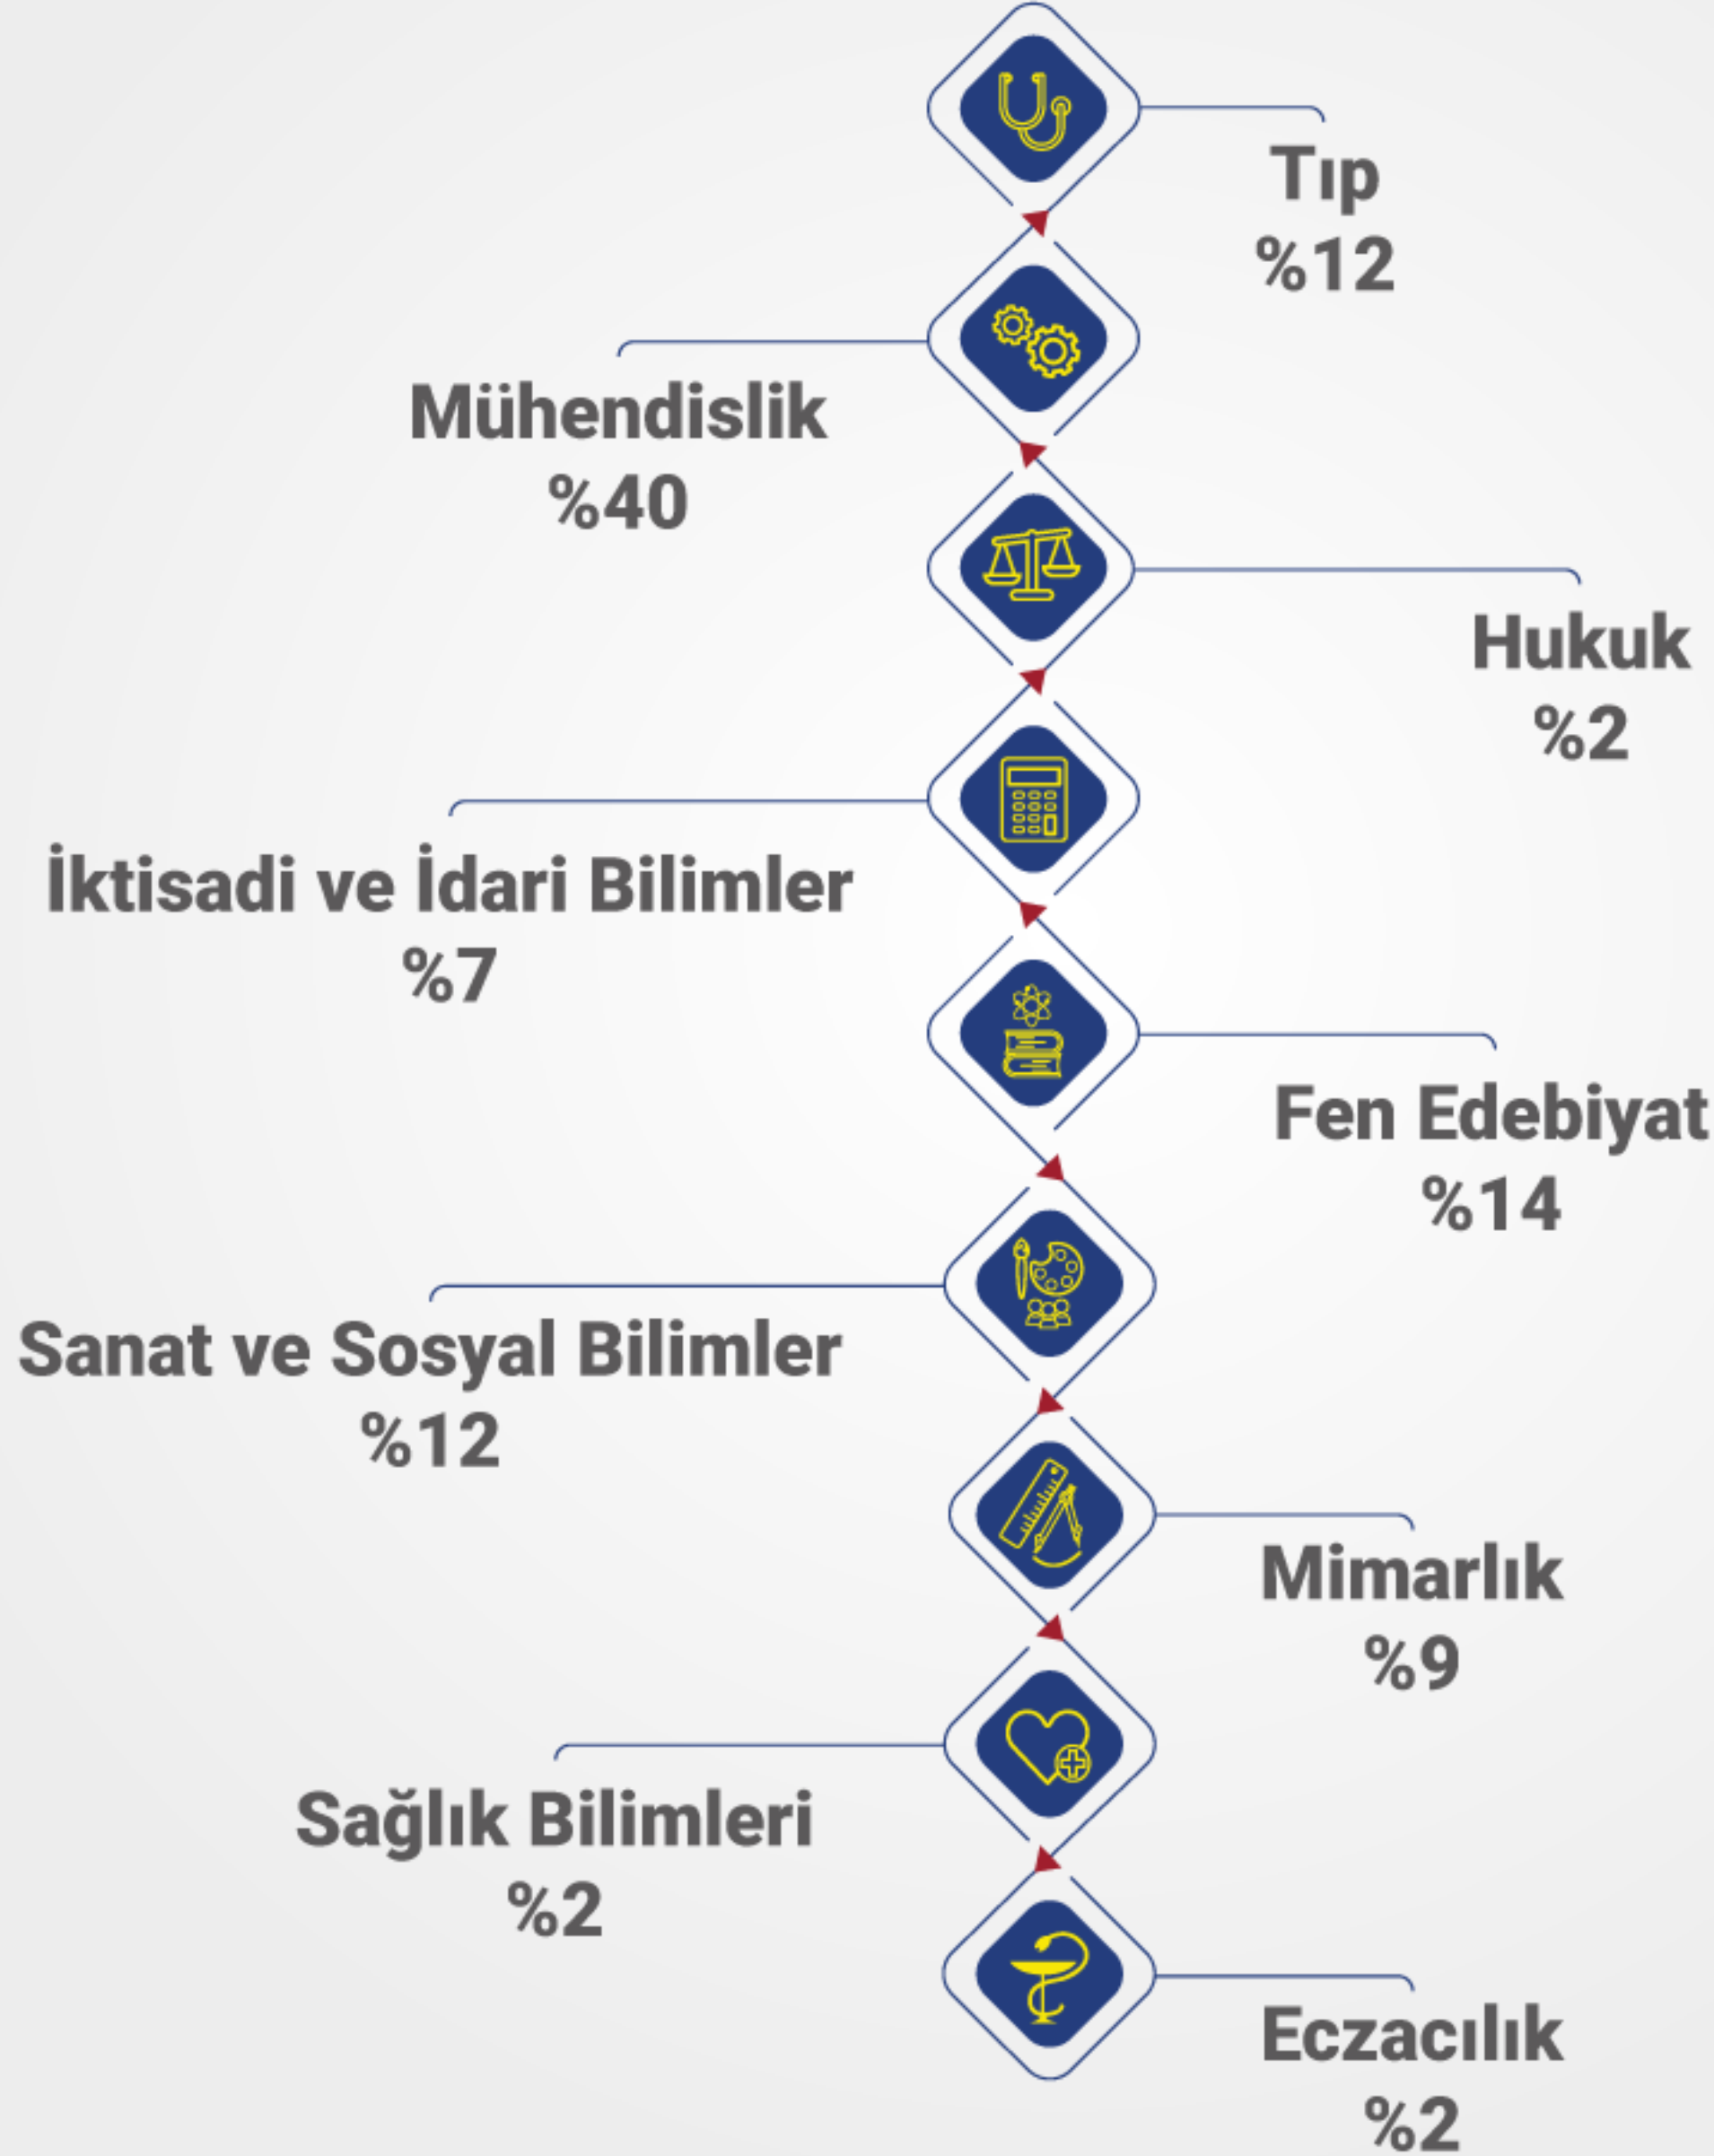 Tıp
%12
Mühendislik
%40
Hukuk
%2
İktisadi ve İdari Bilimler
%7
Fen Edebiyat
%14
Sanat ve Sosyal Bilimler
%12
Mimarlık
%9
Sağlık Bilimleri
%2
Eczacılık
%2